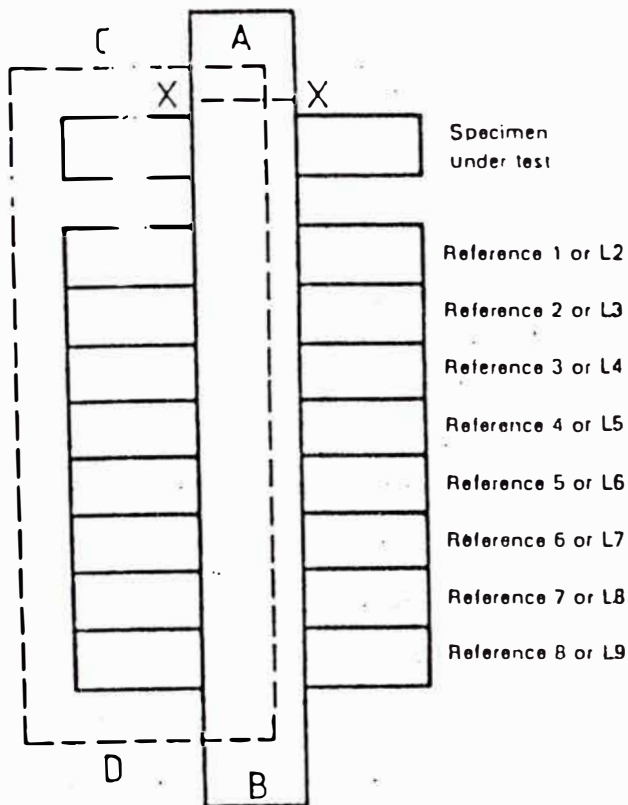 C A
X X
Specimen
under test
Reference 1 or L2
Reference 2 or L3
Reference 3 or L4
Reference 4 or L5
Reference 5 or L6
Reference 6 or L7
Reference 7 or L8
Reference 8 or L9
D B